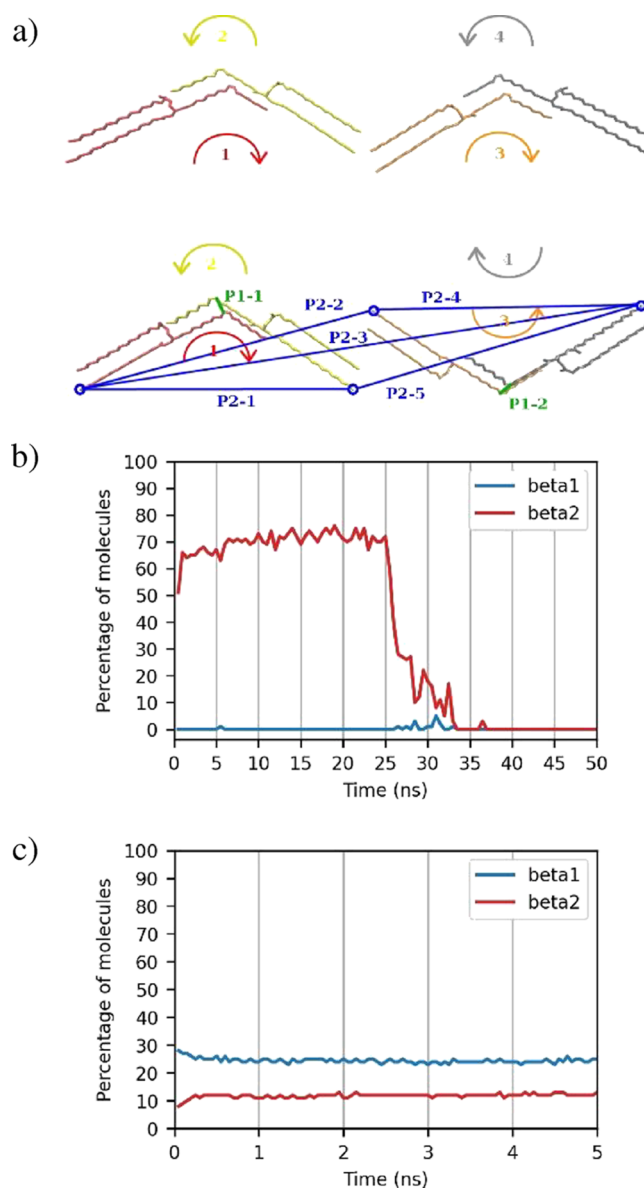 a)
2
4
1
3
2
4
P1-1
P2-2
P2-4
P2-3
3
1
P2-1
P2-5
P1-2
b)
100
90
80
70
60
50
40
30
20
10
0
Percentage of molecules
beta1
beta2
0 5 10 15 20 25 30 35 40 45 50
Time (ns)
c)
100
90
80
70
60
50
40
30
20
10
0
Percentage of molecules
beta1
beta2
0 1 2 3 4 5
Time (ns)